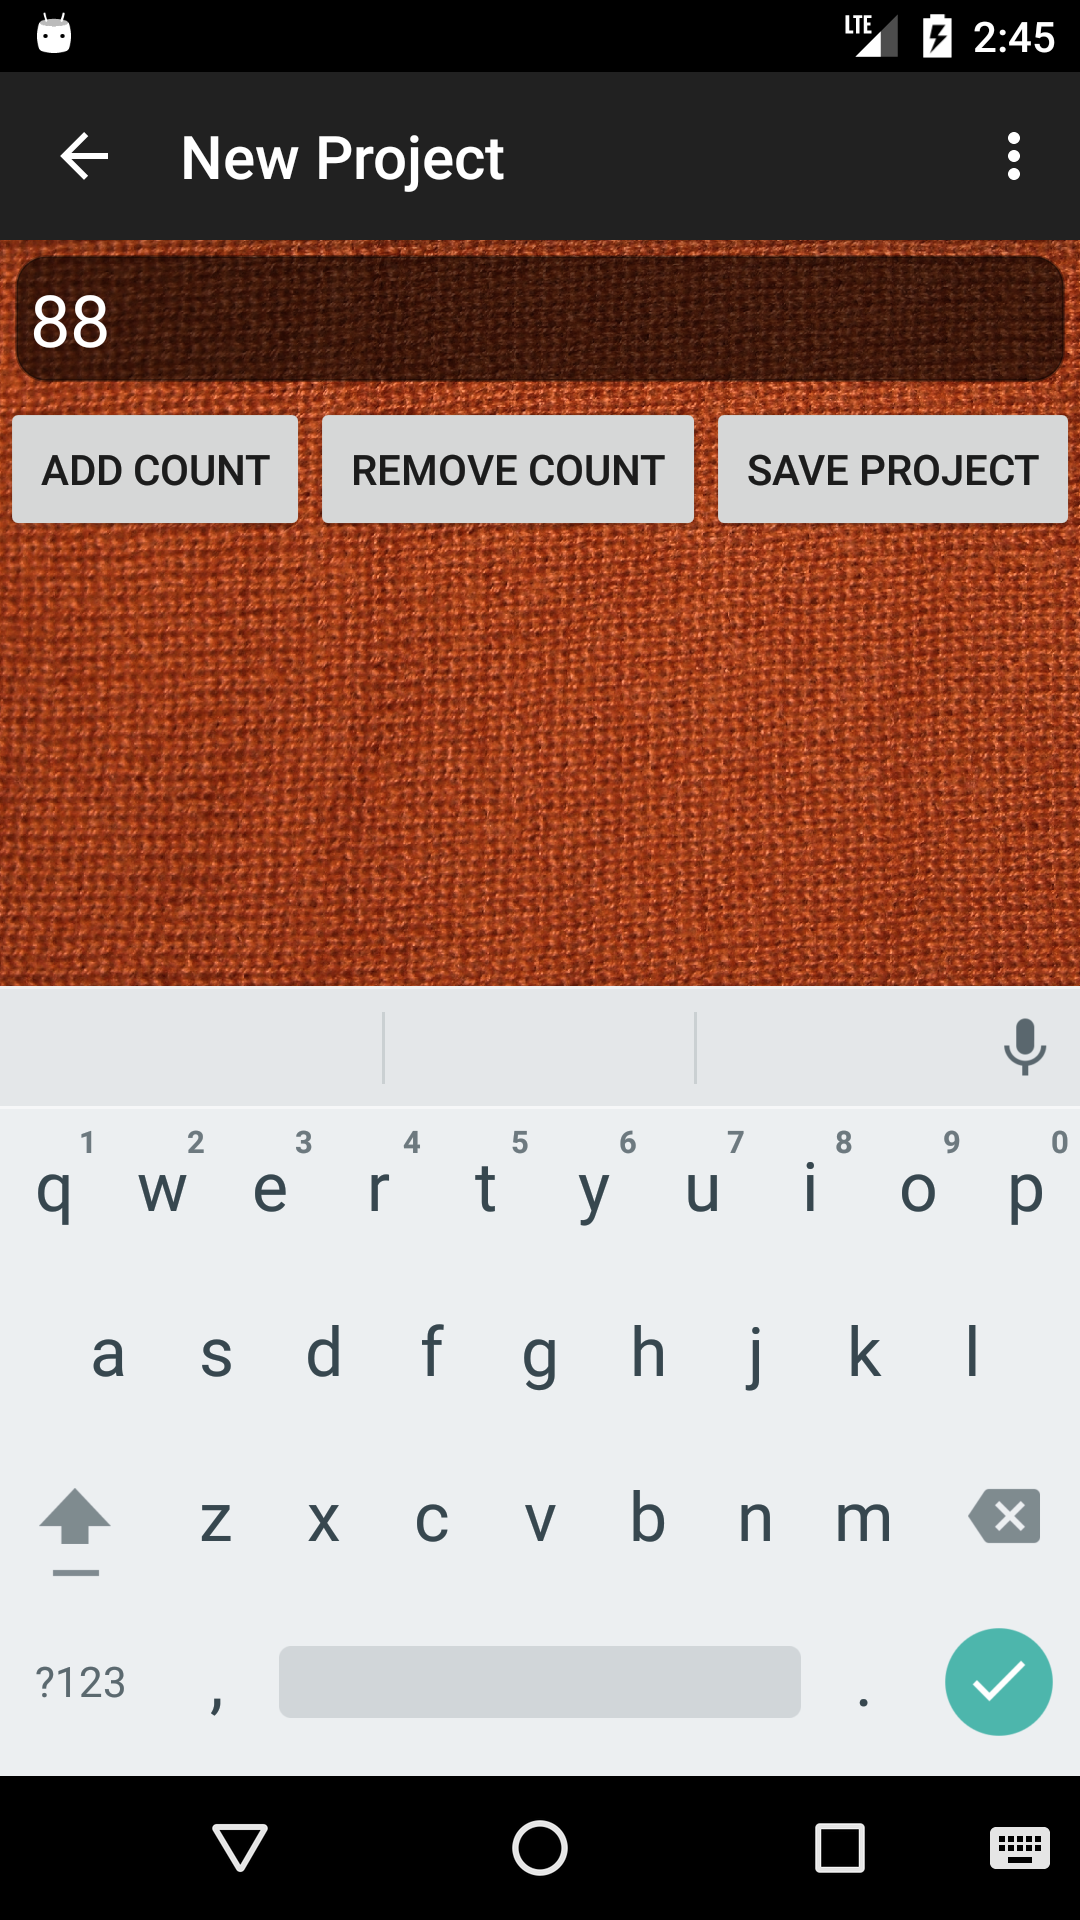 LTE 2:45
New Project
88
ADD COUNT REMOVE COUNT SAVE PROJECT
1 2 3 4 5 6 7 8 9 0
q w e r t y u i o p
a s d f g h j k l
z x c v b n m
?123 , .